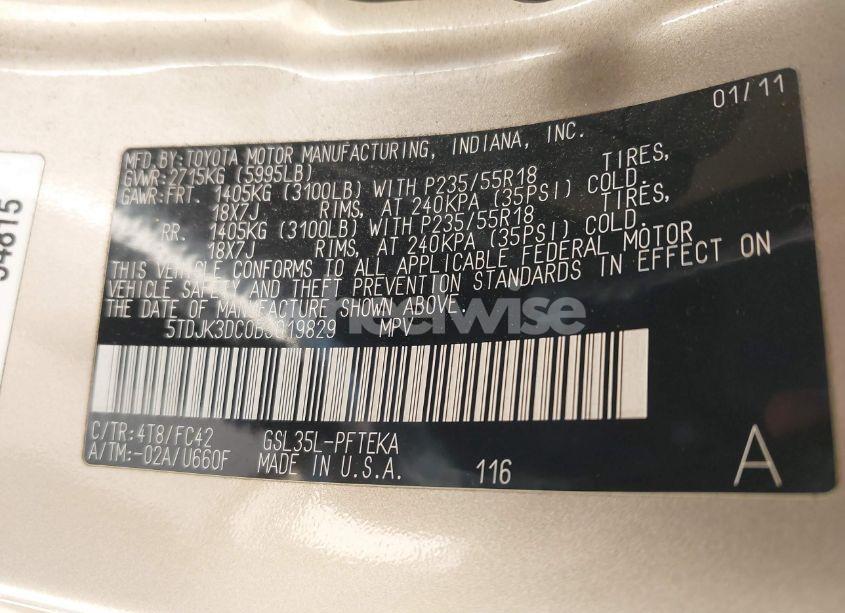 01/11
MFD.BY:TOYOTA MOTOR MANUFACTURING, INDIANA, INC.
GVWR:2715KG (5995LB)
GAWR:FRT. 1405KG (3100LB) WITH P235/55R18 TIRES,
18X7J RIMS, AT 240KPA (35PSI) COLD.
RR. 1405KG (3100LB) WITH P235/55R18 TIRES,
18X7J RIMS, AT 240KPA (35PSI) COLD.
THIS VEHICLE CONFORMS TO ALL APPLICABLE FEDERAL MOTOR
VEHICLE SAFETY AND THEFT PREVENTION STANDARDS IN EFFECT ON
THE DATE OF MANUFACTURE SHOWN ABOVE.
5TDJK3DC0BS019829 MPV
C/TR:4T8/FC42 GSL35L-PFTEKA
A/TM:-02A/U660F MADE IN U.S.A. 116 A
54815